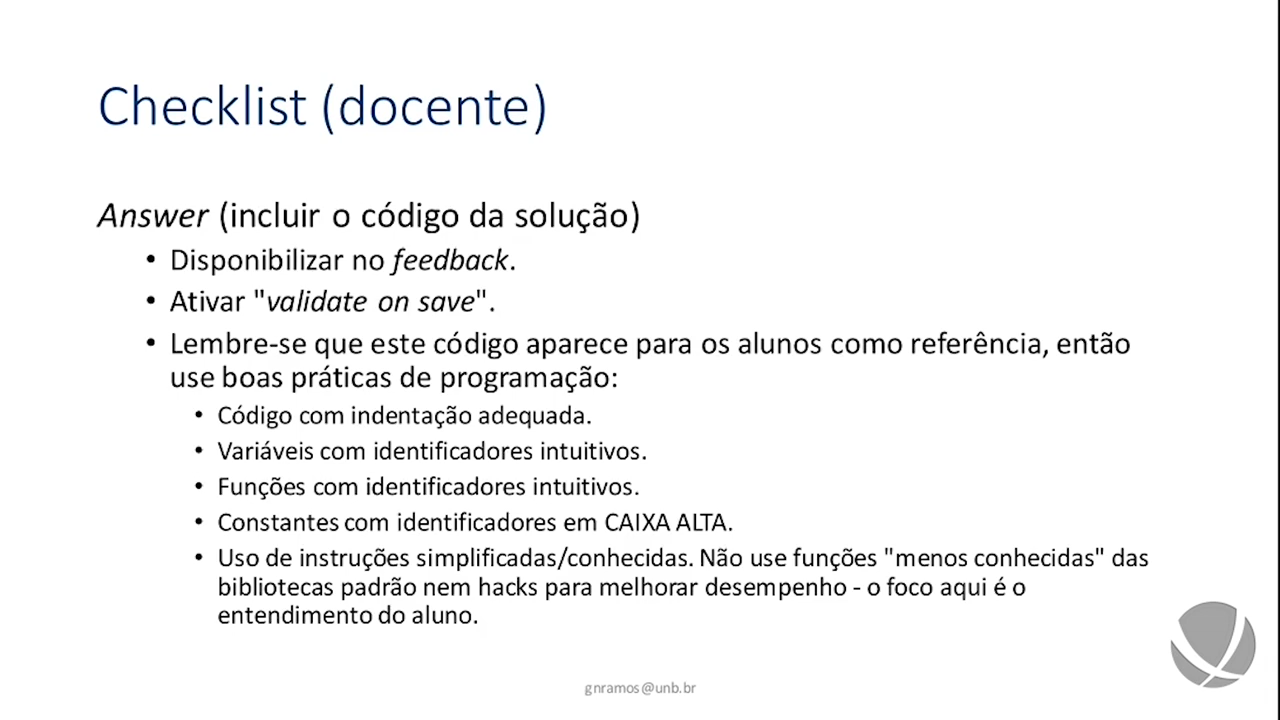 Checklist (docente)
Answer (incluir o código da solução)
• Disponibilizar no feedback.
• Ativar "validate on save".
• Lembre-se que este código aparece para os alunos como referência, então
use boas práticas de programação:
• Código com indentação adequada.
• Variáveis com identificadores intuitivos.
• Funções com identificadores intuitivos.
• Constantes com identificadores em CAIXA ALTA.
• Uso de instruções simplificadas/conhecidas. Não use funções "menos conhecidas" das
bibliotecas padrão nem hacks para melhorar desempenho - o foco aqui é o
entendimento do aluno.
gnramos@unb.br